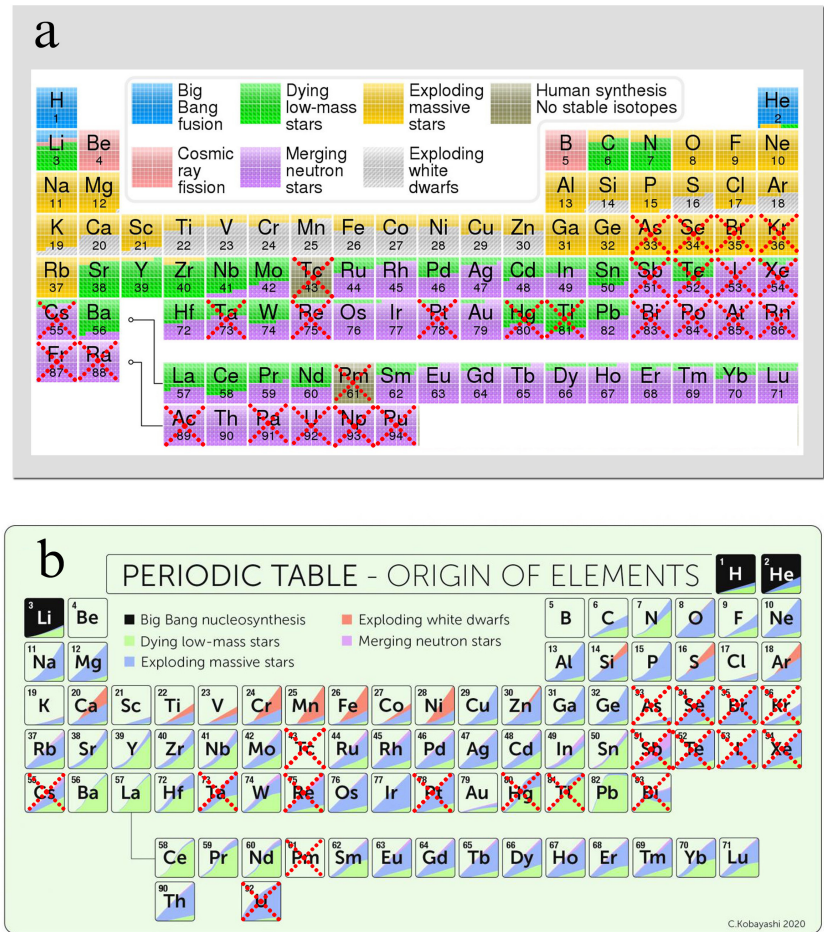 a
H Big Dying Exploding Human synthesis He
1 Bang low-mass massive No stable isotopes 2
fusion stars stars
Li Be Cosmic Merging Exploding B C N O F Ne
3 4 ray neutron white 5 6 7 8 9 10
fission stars dwarfs
Na Mg Al Si P S Cl Ar
11 12 13 14 15 16 17 18
K Ca Sc Ti V Cr Mn Fe Co Ni Cu Zn Ga Ge As Se Br Kr
19 20 21 22 23 24 25 26 27 28 29 30 31 32 33 34 35 36
Rb Sr Y Zr Nb Mo Tc Ru Rh Pd Ag Cd In Sn Sb Te I Xe
37 38 39 40 41 42 43 44 45 46 47 48 49 50 51 52 53 54
Cs Ba Hf Ta W Re Os Ir Pt Au Hg Tl Pb Bi Po At Rn
55 56 72 73 74 75 76 77 78 79 80 81 82 83 84 85 86
Fr Ra
87 88
La Ce Pr Nd Pm Sm Eu Gd Tb Dy Ho Er Tm Yb Lu
57 58 59 60 61 62 63 64 65 66 67 68 69 70 71
Ac Th Pa U Np Pu
89 90 91 92 93 94
b
PERIODIC TABLE - ORIGIN OF ELEMENTS
1 2
H He
3 4 5 6 7 8 9 10
Li Be B C N O F Ne
Big Bang nucleosynthesis Exploding white dwarfs
Dying low-mass stars Merging neutron stars
Exploding massive stars
11 12 13 14 15 16 17 18
Na Mg Al Si P S Cl Ar
19 20 21 22 23 24 25 26 27 28 29 30 31 32 33 34 35 36
K Ca Sc Ti V Cr Mn Fe Co Ni Cu Zn Ga Ge As Se Br Kr
37 38 39 40 41 42 43 44 45 46 47 48 49 50 51 52 53 54
Rb Sr Y Zr Nb Mo Tc Ru Rh Pd Ag Cd In Sn Sb Te I Xe
55 56 57 72 73 74 75 76 77 78 79 80 81 82 83
Cs Ba La Hf Ta W Re Os Ir Pt Au Hg Tl Pb Bi
58 59 60 61 62 63 64 65 66 67 68 69 70 71
Ce Pr Nd Pm Sm Eu Gd Tb Dy Ho Er Tm Yb Lu
90 92
Th U
C.Kobayashi 2020